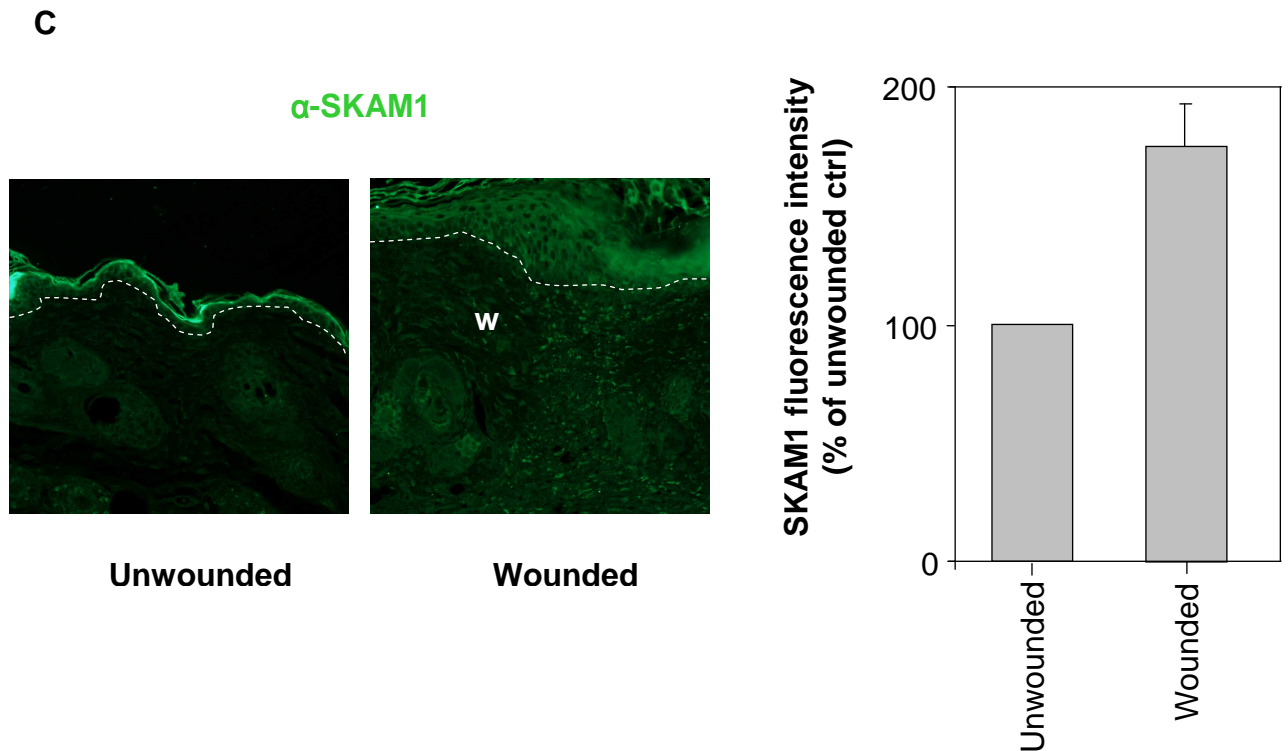 C
α-SKAM1
w
Unwounded
Wounded
SKAM1 fluorescence intensity
(% of unwounded ctrl)
200
100
0
Unwounded
Wounded